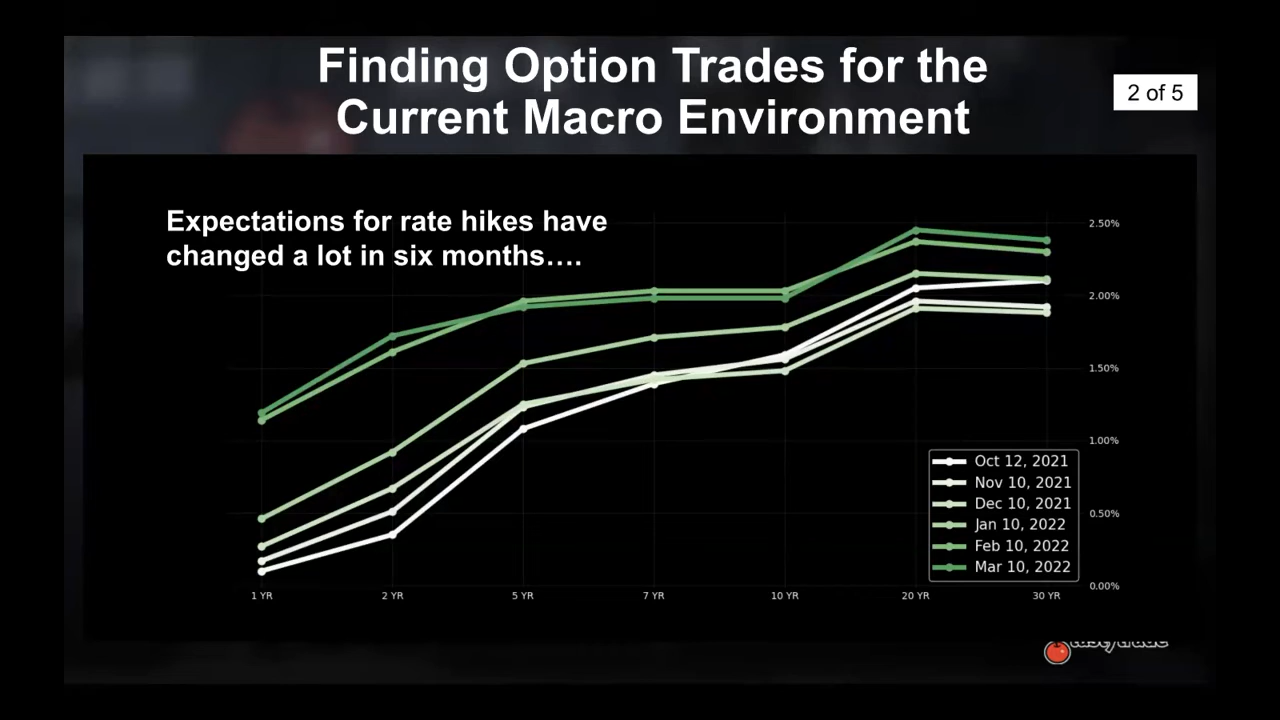 Finding Option Trades for the
Current Macro Environment
2 of 5
Expectations for rate hikes have
changed a lot in six months....
2.50%
2.00%
1.50%
1.00%
0.50%
0.00%
Oct 12, 2021
Nov 10, 2021
Dec 10, 2021
Jan 10, 2022
Feb 10, 2022
Mar 10, 2022
1 YR
2 YR
5 YR
7 YR
10 YR
20 YR
30 YR